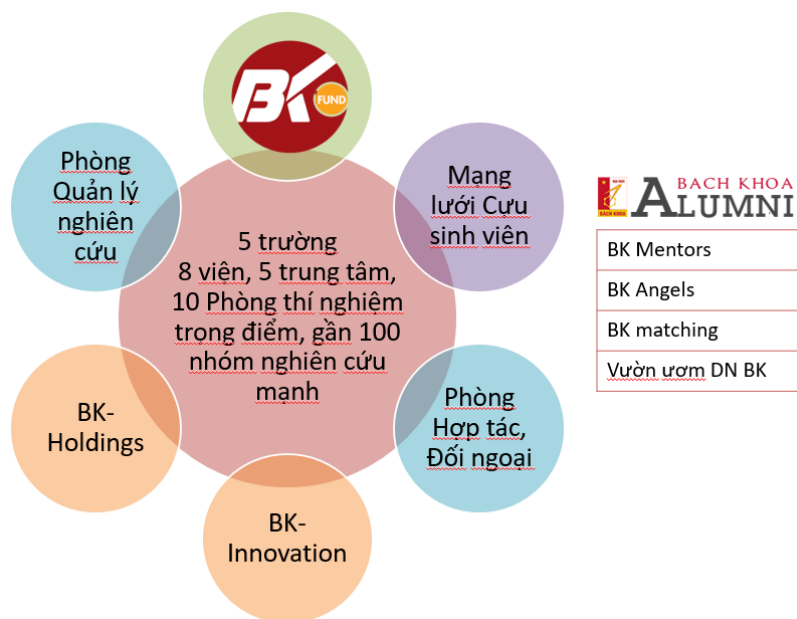 BK
FUND
Phòng
Quản lý
nghiên
cứu
Mạng
lưới Cựu
sinh viên
5 trường
8 viện, 5 trung tâm,
10 Phòng thí nghiệm
trọng điểm, gần 100
nhóm nghiên cứu
mạnh
BK-
Holdings
BK-
Innovation
Phòng
Hợp tác,
Đối ngoại
BÁCH KHOA
BACH KHOA
ALUMNI
BK Mentors
BK Angels
BK matching
Vườn ươm DN BK